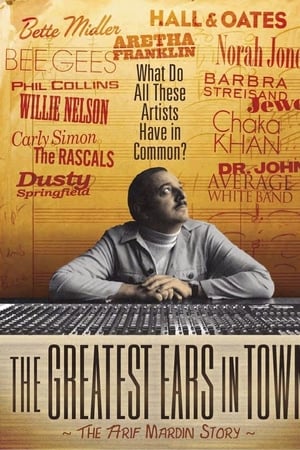 Bette Midler
HALL & OATES
BEE GEES
ARETHA
FRANKLIN
Norah Jon
PHIL COLLINS
What Do
All These
Artists
Have in
Common?
BARBRA
STREISAND
WILLIE NELSON
Jewe
Carly Simon
Chaka
KHAN
The RASCALS
DR. JOHN
Dusty
Springfield
AVERAGE
WHITE BAND
THE GREATEST EARS IN TOWN
~ THE ARIF MARDIN STORY ~